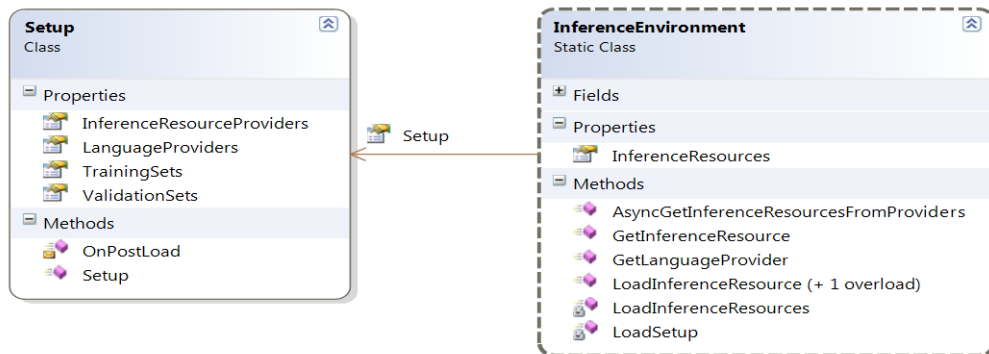 Setup
Class
Properties
InferenceResourceProviders
LanguageProviders
TrainingSets
ValidationSets
Methods
OnPostLoad
Setup
Setup
InferenceEnvironment
Static Class
Fields
Properties
InferenceResources
Methods
AsyncGetInferenceResourcesFromProviders
GetInferenceResource
GetLanguageProvider
LoadInferenceResource (+ 1 overload)
LoadInferenceResources
LoadSetup